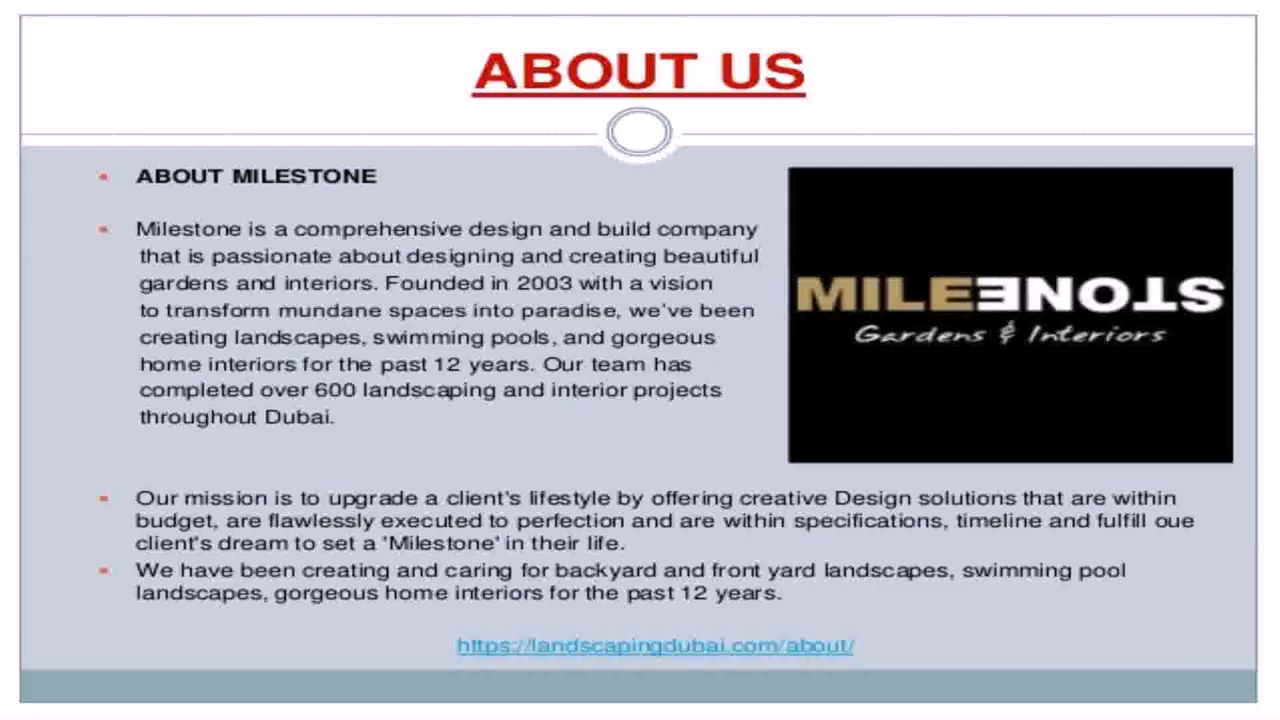 ABOUT US
ABOUT MILESTONE
Milestone is a comprehensive design and build company
that is passionate about designing and creating beautiful
gardens and interiors. Founded in 2003 with a vision
to transform mundane spaces into paradise, we've been
creating landscapes, swimming pools, and gorgeous
home interiors for the past 12 years. Our team has
completed over 600 landscaping and interior projects
throughout Dubai.
MILEENOTS
Gardens & Interiors
Our mission is to upgrade a client's lifestyle by offering creative Design solutions that are within
budget, are flawlessly executed to perfection and are within specifications, timeline and fulfill oue
client's dream to set a 'Milestone' in their life.
We have been creating and caring for backyard and front yard landscapes, swimming pool
landscapes, gorgeous home interiors for the past 12 years.
https://landscapingdubai.com/about/